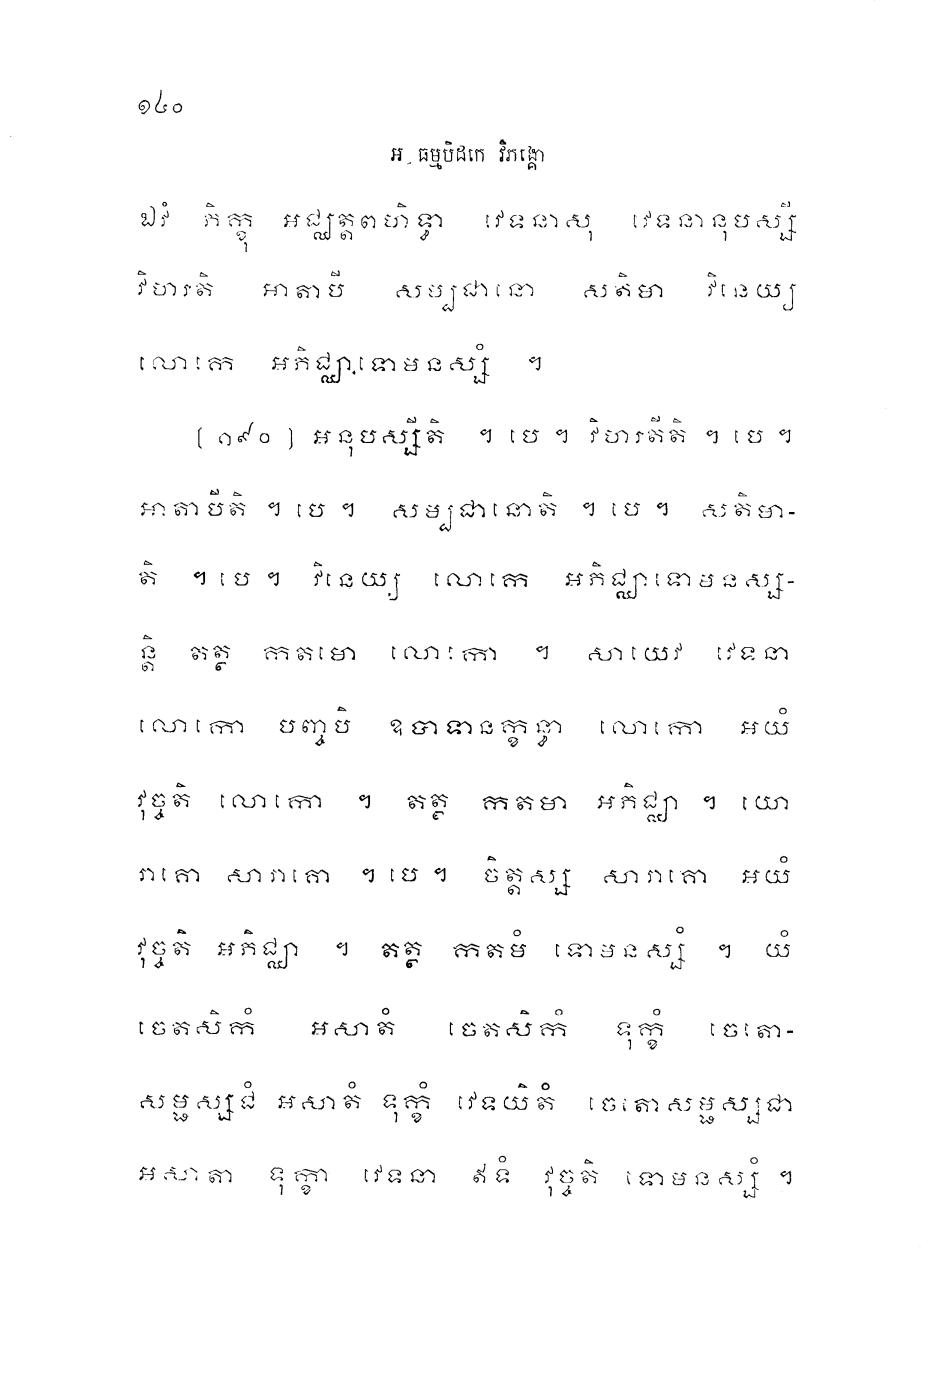 ១៤០
អ. ធម្មបិដកេ វិភង្គោ
ឯវំ ភិក្ខុ អជ្ឈត្តពហិទ្ធា វេទនាសុ វេទនានុបស្សី
វិហរតិ អាតាបី សម្បជានោ សតិមា វិនេយ្យ
លោកេ អភិជ្ឈាទោមនស្សំ ។
(១៩០) អនុបស្សីតិ ។ បេ ។ វិហរតីតិ ។ បេ ។
អាតាបីតិ ។ បេ ។ សម្បជានោតិ ។ បេ ។ សតិមា-
តិ ។ បេ ។ វិនេយ្យ លោកេ អភិជ្ឈាទោមនស្ស-
ន្តិ តត្ថ កតមោ លោកោ ។ សាយេវ វេទនា
លោកោ បញ្ចបិ ឧបាទានក្ខន្ធា លោកោ អយំ
វុច្ចតិ លោកោ ។ តត្ថ កតមា អភិជ្ឈា ។ យោ
រាគោ សារាគោ ។ បេ ។ ចិត្តស្ស សារាគោ អយំ
វុច្ចតិ អភិជ្ឈា ។ តត្ថ កតមំ ទោមនស្សំ ។ យំ
ចេតសិកំ អសាតំ ចេតសិកំ ទុក្ខំ ចេតោ-
សម្ផស្សជំ អសាតំ ទុក្ខំ វេទយិតំ ចេតោសម្ផស្សជា
អសាតា ទុក្ខា វេទនា ឥទំ វុច្ចតិ ទោមនស្សំ ។